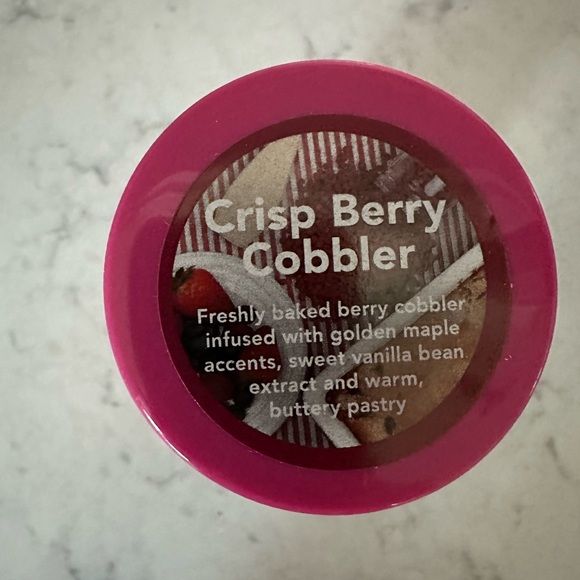 Crisp Berry
Cobbler
Freshly baked berry cobbler
infused with golden maple
accents, sweet vanilla bean
extract and warm,
buttery pastry